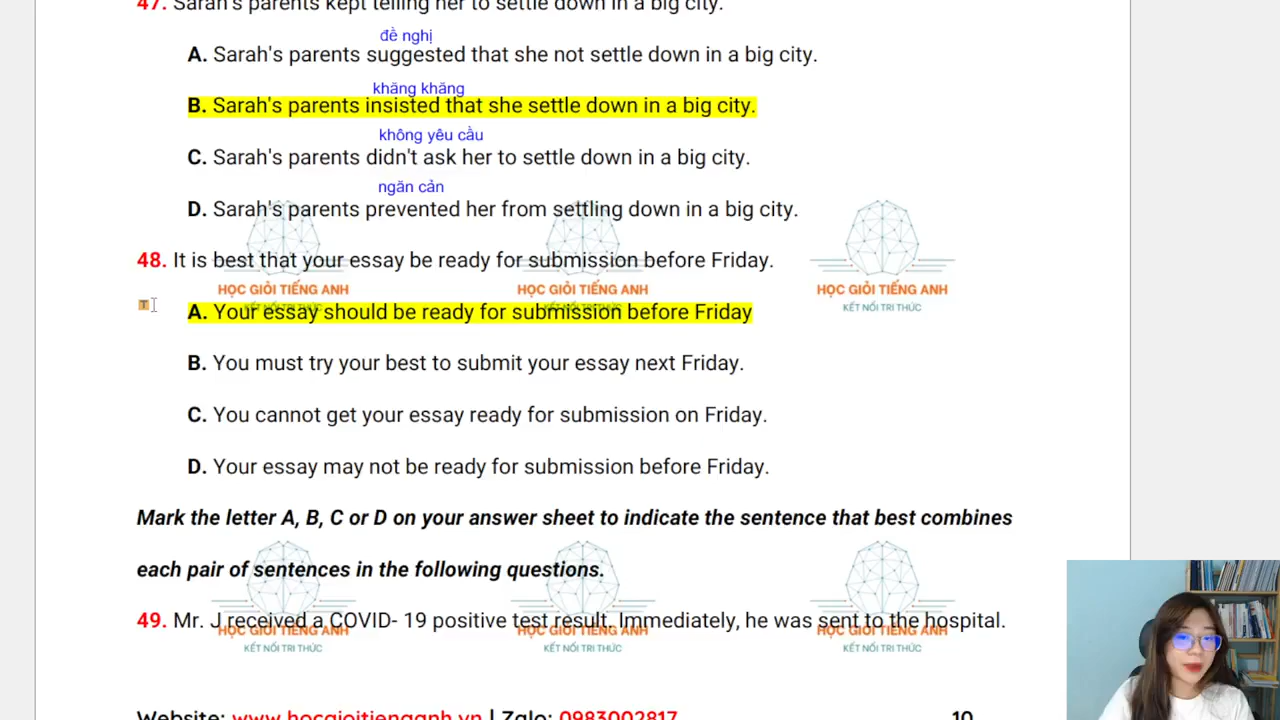 47. Sarah's parents kept telling her to settle down in a big city.
đề nghị
A. Sarah's parents suggested that she not settle down in a big city.
khăng khăng
B. Sarah's parents insisted that she settle down in a big city.
không yêu cầu
C. Sarah's parents didn't ask her to settle down in a big city.
ngăn cản
D. Sarah's parents prevented her from settling down in a big city.
48. It is best that your essay be ready for submission before Friday.
HỌC GIỎI TIẾNG ANH HỌC GIỎI TIẾNG ANH HỌC GIỎI TIẾNG ANH
KẾT NỐI TRI THỨC KẾT NỐI TRI THỨC KẾT NỐI TRI THỨC
A. Your essay should be ready for submission before Friday
B. You must try your best to submit your essay next Friday.
C. You cannot get your essay ready for submission on Friday.
D. Your essay may not be ready for submission before Friday.
Mark the letter A, B, C or D on your answer sheet to indicate the sentence that best combines
each pair of sentences in the following questions.
49. Mr. J received a COVID- 19 positive test result. Immediately, he was sent to the hospital.
HỌC GIỎI TIẾNG ANH HỌC GIỎI TIẾNG ANH HỌC GIỎI TIẾNG ANH
KẾT NỐI TRI THỨC KẾT NỐI TRI THỨC KẾT NỐI TRI THỨC
Website: www.hocgioitienganh.vn | Zalo: 0983002817 10